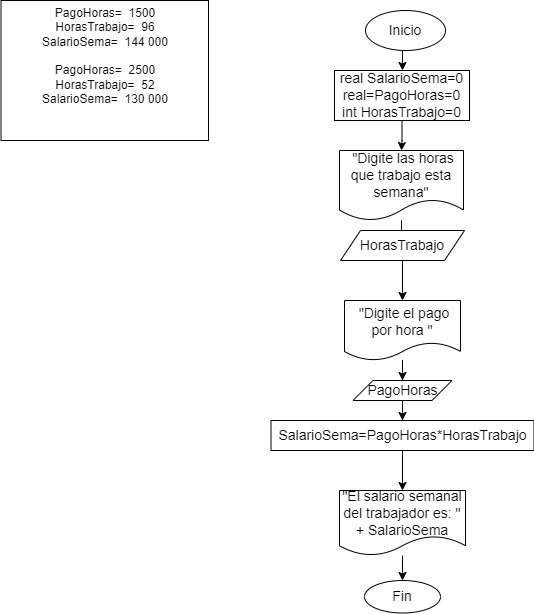 PagoHoras= 1500
HorasTrabajo= 96
SalarioSema= 144 000
PagoHoras= 2500
HorasTrabajo= 52
SalarioSema= 130 000
Inicio
real SalarioSema=0
real=PagoHoras=0
int HorasTrabajo=0
"Digite las horas
que trabajo esta
semana"
HorasTrabajo
"Digite el pago
por hora "
PagoHoras
SalarioSema=PagoHoras*HorasTrabajo
"El salario semanal
del trabajador es: "
+ SalarioSema
Fin